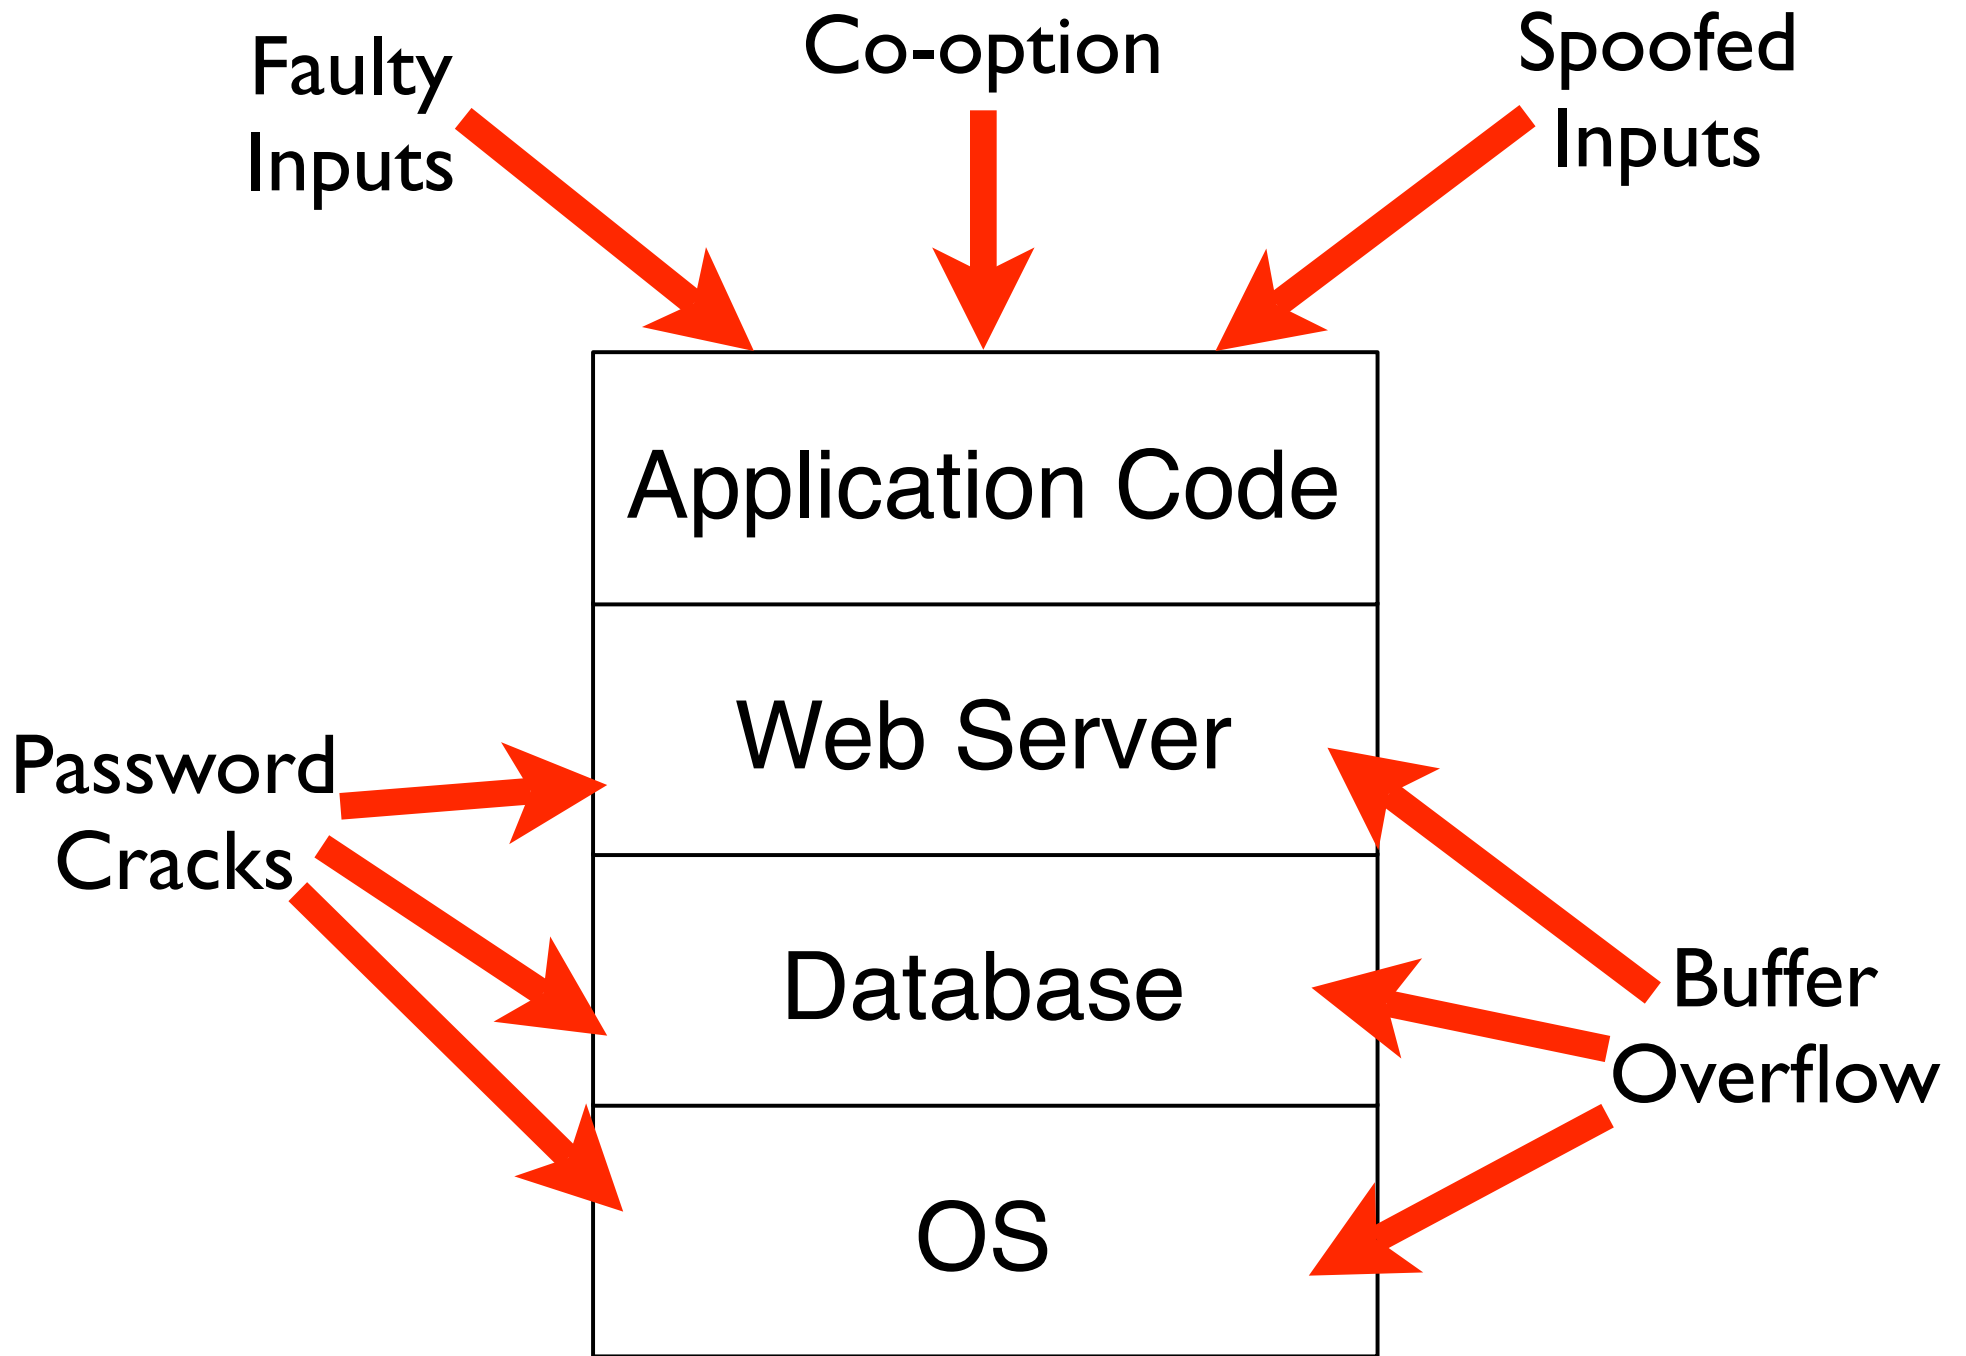 Faulty
Inputs
Co-option
Spoofed
Inputs
Application Code
Web Server
Password
Cracks
Database
Buffer
Overflow
OS